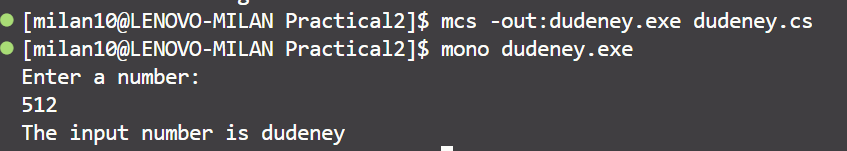 [milan10@LENOVO-MILAN Practical2]$ mcs -out:dudeney.exe dudeney.cs
[milan10@LENOVO-MILAN Practical2]$ mono dudeney.exe
Enter a number:
512
The input number is dudeney